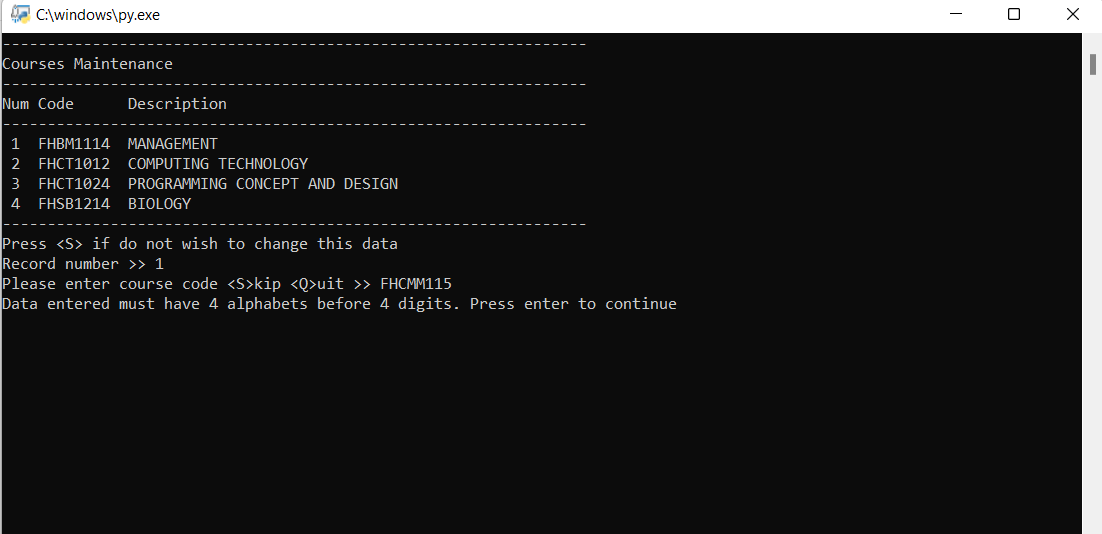 C:\windows\py.exe
-----------------------------------------------------------------
Courses Maintenance
-----------------------------------------------------------------
Num Code      Description
-----------------------------------------------------------------
 1  FHBM1114  MANAGEMENT
 2  FHCT1012  COMPUTING TECHNOLOGY
 3  FHCT1024  PROGRAMMING CONCEPT AND DESIGN
 4  FHSB1214  BIOLOGY
-----------------------------------------------------------------
Press <S> if do not wish to change this data
Record number >> 1
Please enter course code <S>kip <Q>uit >> FHCMM115
Data entered must have 4 alphabets before 4 digits. Press enter to continue